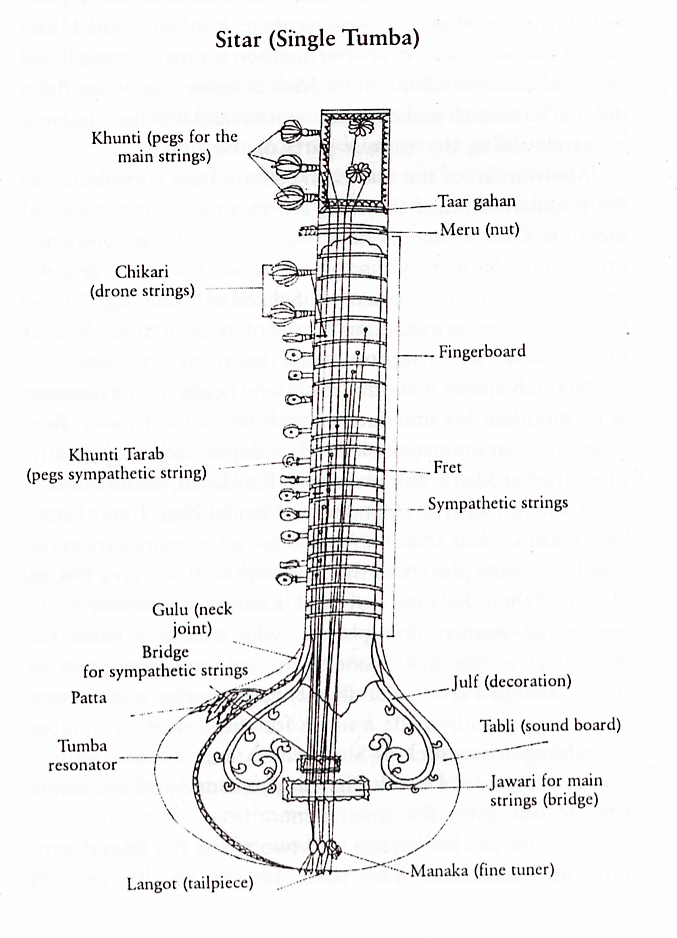 Sitar (Single Tumba)
Khunti (pegs for the
main strings)
Taar gahan
Meru (nut)
Chikari
(drone strings)
Fingerboard
Khunti Tarab
(pegs sympathetic string)
Fret
Sympathetic strings
Gulu (neck
joint)
Bridge
for sympathetic strings
Patta
Julf (decoration)
Tabli (sound board)
Tumba
resonator
Jawari for main
strings (bridge)
Manaka (fine tuner)
Langot (tailpiece)